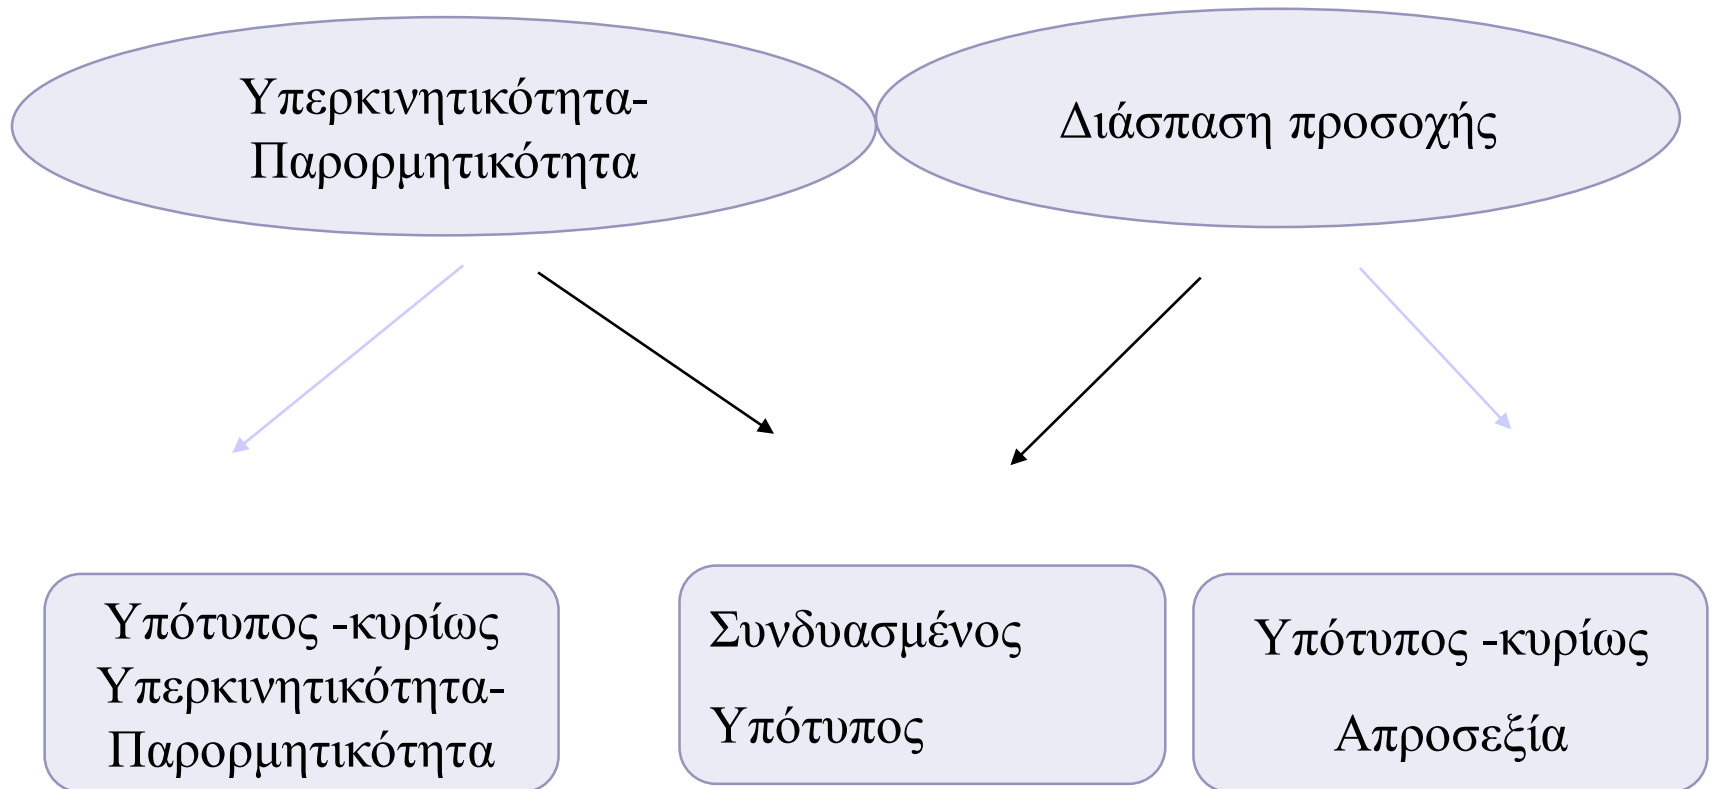 Υπερκινητικότητα-
Παρορμητικότητα
Διάσπαση προσοχής
Υπότυπος -κυρίως
Υπερκινητικότητα-
Παρορμητικότητα
Συνδυασμένος
Υπότυπος
Υπότυπος -κυρίως
Απροσεξία